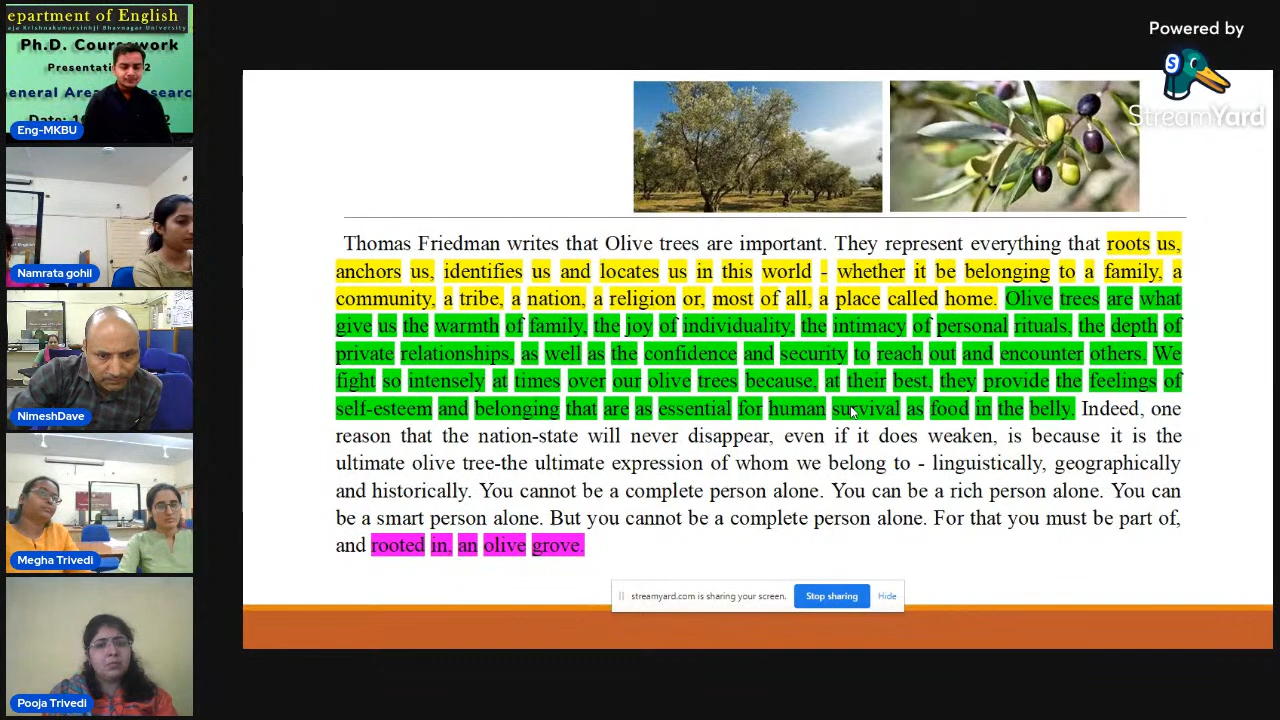 epartment of English
Krishnakumarsinhji Bhavnagar University
Ph.D. Coursework
2
Eng-MKBU
Namrata gohil
NimeshDave
Megha Trivedi
Pooja Trivedi
Powered by
StreamYard
Thomas Friedman writes that Olive trees are important. They represent everything that roots us,
anchors us, identifies us and locates us in this world - whether it be belonging to a family, a
community, a tribe, a nation, a religion or, most of all, a place called home. Olive trees are what
give us the warmth of family, the joy of individuality, the intimacy of personal rituals, the depth of
private relationships, as well as the confidence and security to reach out and encounter others. We
fight so intensely at times over our olive trees because, at their best, they provide the feelings of
self-esteem and belonging that are as essential for human survival as food in the belly. Indeed, one
reason that the nation-state will never disappear, even if it does weaken, is because it is the
ultimate olive tree-the ultimate expression of whom we belong to - linguistically, geographically
and historically. You cannot be a complete person alone. You can be a rich person alone. You can
be a smart person alone. But you cannot be a complete person alone. For that you must be part of,
and rooted in, an olive grove.
streamyard.com is sharing your screen.
Stop sharing
Hide